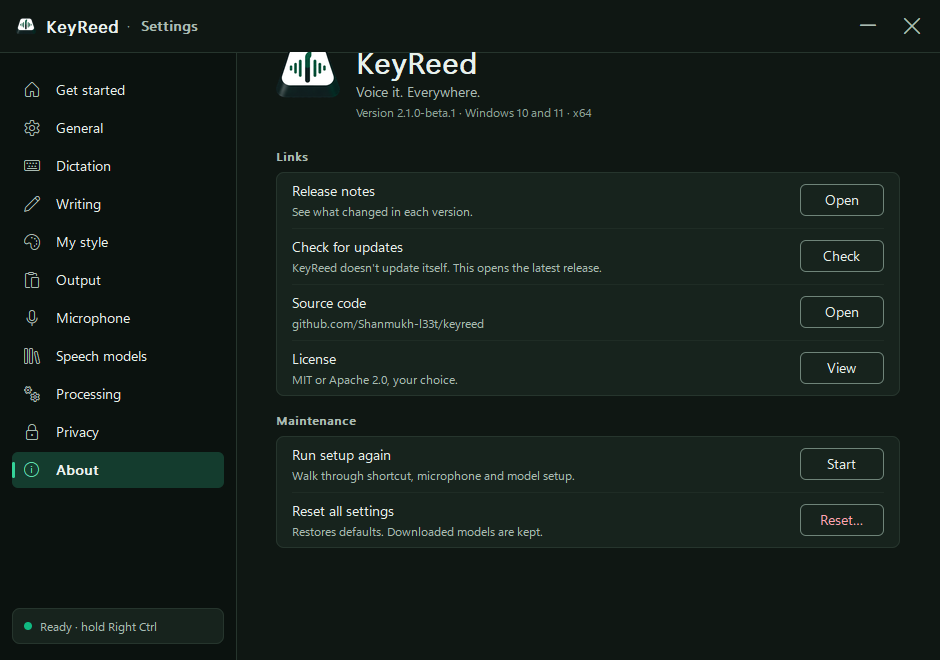 KeyReed · Settings
Get started
General
Dictation
Writing
My style
Output
Microphone
Speech models
Processing
Privacy
About
Ready · hold Right Ctrl
KeyReed
Voice it. Everywhere.
Version 2.1.0-beta.1 · Windows 10 and 11 · x64
Links
Release notes
See what changed in each version.
Open
Check for updates
KeyReed doesn't update itself. This opens the latest release.
Check
Source code
github.com/Shanmukh-l33t/keyreed
Open
License
MIT or Apache 2.0, your choice.
View
Maintenance
Run setup again
Walk through shortcut, microphone and model setup.
Start
Reset all settings
Restores defaults. Downloaded models are kept.
Reset...